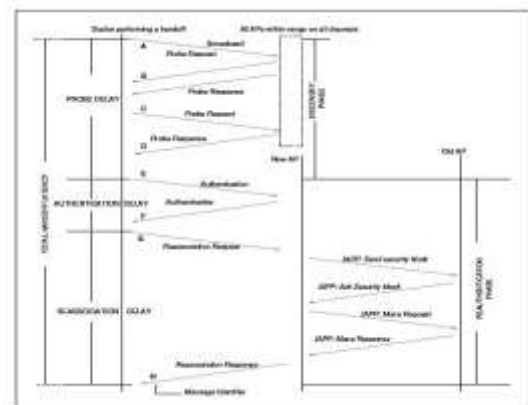 Station performing a handoff
All APs within range on all channels
A
Broadcast
Probe Request
B
Probe Response
PROBE DELAY
C
Probe Request
D
Probe Response
DISCOVERY
PHASE
New AP
Old AP
E
Authentication
AUTHENTICATION DELAY
Authentication
F
G
Reassociation Request
TOTAL HANDOFF LATENCY
IAPP: Send Security Block
IAPP: Ack Security Block
IAPP: Move Request
IAPP: Move Response
REASSOCIATION DELAY
REAUTHENTICATION
PHASE
Reassociation Response
H
Message Identifier